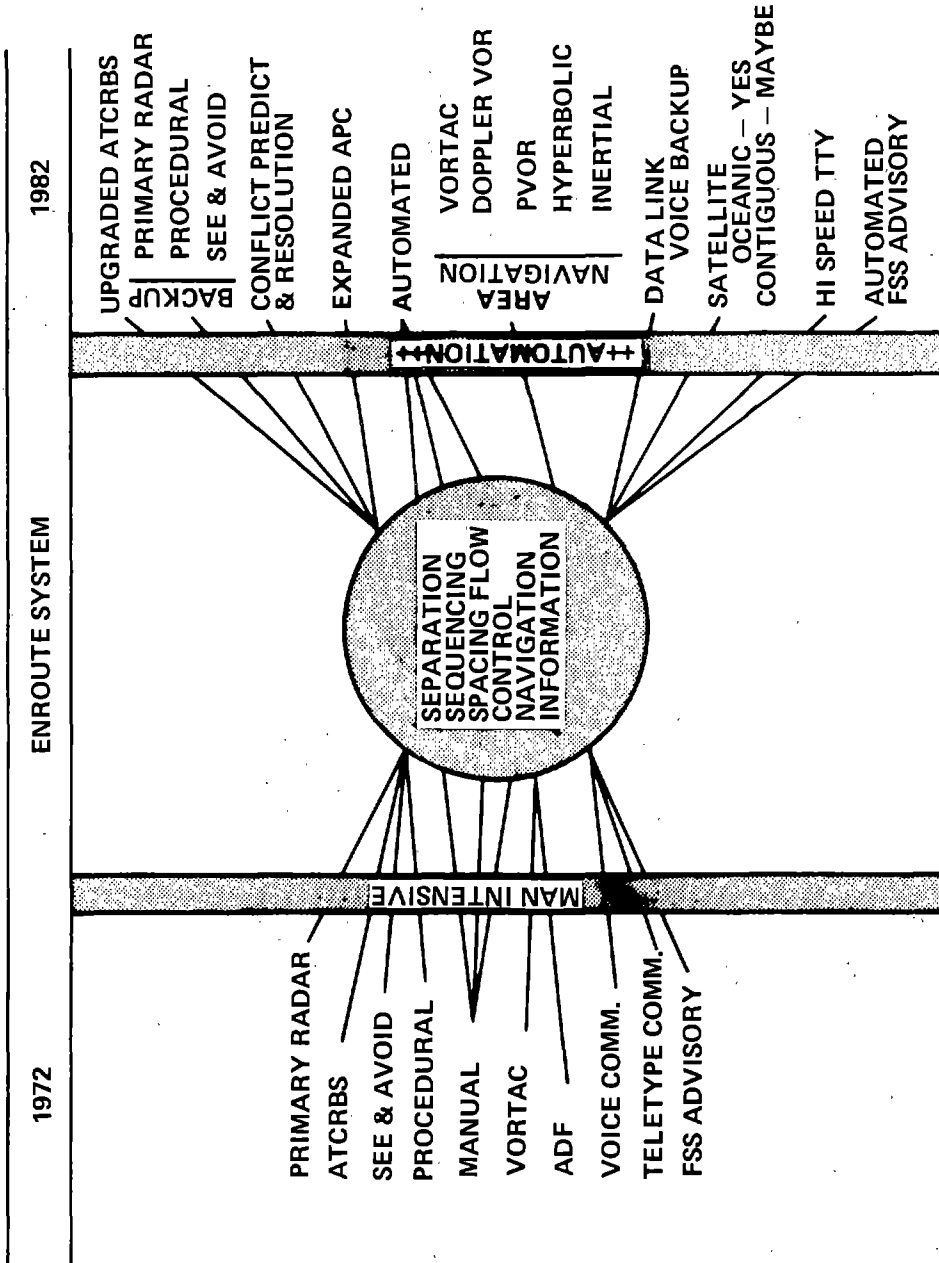 ENROUTE SYSTEM
1972
1982
PRIMARY RADAR
ATCRBS
SEE & AVOID
PROCEDURAL
MANUAL
VORTAC
ADF
VOICE COMM.
TELETYPE COMM.
FSS ADVISORY
MAN INTENSIVE
SEPARATION
SEQUENCING
SPACING FLOW
CONTROL
NAVIGATION
INFORMATION
++AUTOMATION++
UPGRADED ATCRBS
BACKUP
PRIMARY RADAR
PROCEDURAL
SEE & AVOID
CONFLICT PREDICT
& RESOLUTION
EXPANDED APC
AUTOMATED
AREA
NAVIGATION
VORTAC
DOPPLER VOR
PVOR
HYPERBOLIC
INERTIAL
DATA LINK
VOICE BACKUP
SATELLITE
OCEANIC – YES
CONTIGUOUS – MAYBE
HI SPEED TTY
AUTOMATED
FSS ADVISORY